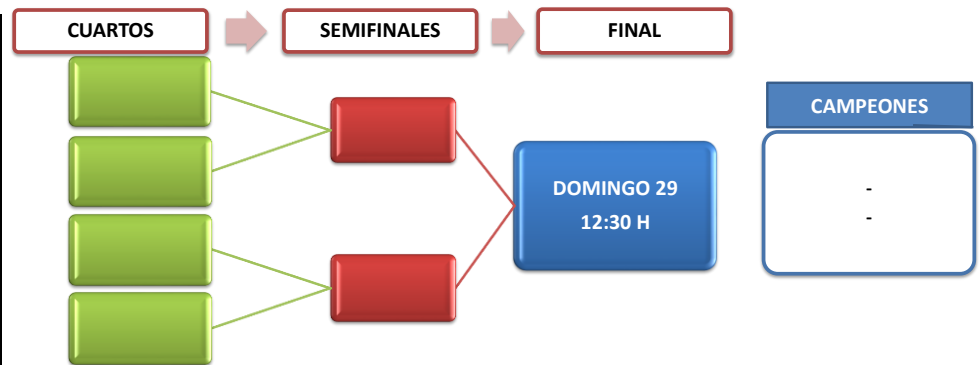 CUARTOS
SEMIFINALES
FINAL
CAMPEONES
DOMINGO 29
12:30 H
-
-